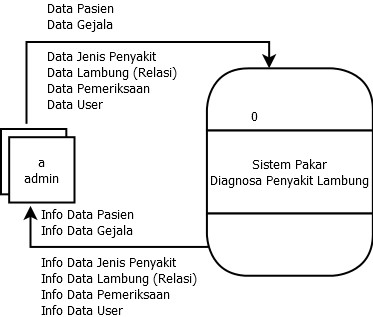 Data Pasien
Data Gejala
Data Jenis Penyakit
Data Lambung (Relasi)
Data Pemeriksaan
Data User
0
Sistem Pakar
Diagnosa Penyakit Lambung
a
admin
Info Data Pasien
Info Data Gejala
Info Data Jenis Penyakit
Info Data Lambung (Relasi)
Info Data Pemeriksaan
Info Data User